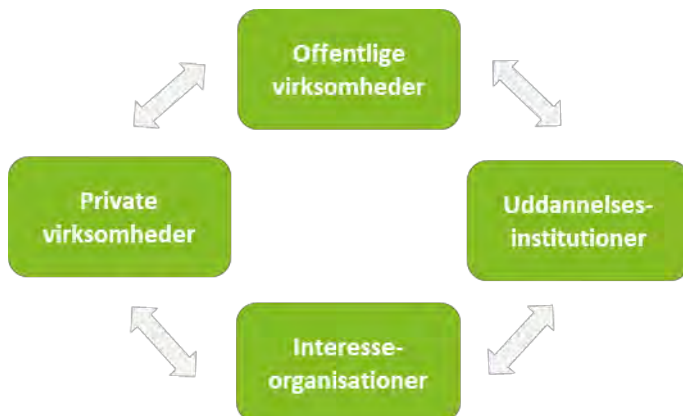 Offentlige
virksomheder
Private
virksomheder
Uddannelses-
institutioner
Interesse-
organisationer